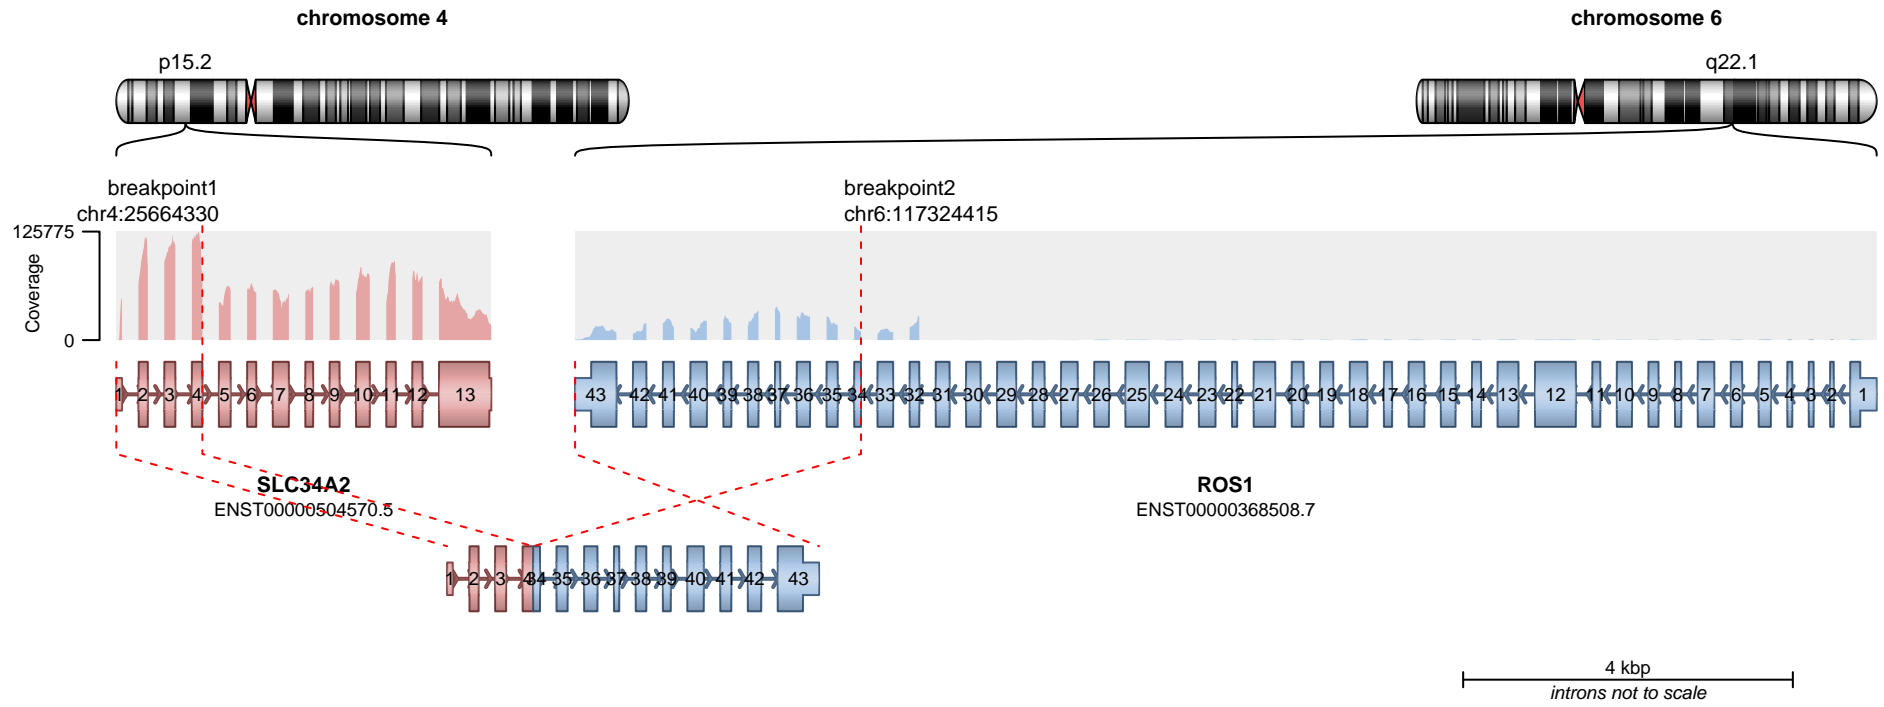 chromosome 4
chromosome 6
p15.2
q22.1
breakpoint1
chr4:25664330
breakpoint2
chr6:117324415
125775
Coverage
0
1 2 3 4 5 6 7 8 9 10 11 12 13
43 42 41 40 39 38 37 36 35 34 33 32 31 30 29 28 27 26 25 24 23 22 21 20 19 18 17 16 15 14 13 12 11 10 9 8 7 6 5 4 3 2 1
SLC34A2
ENST00000504570.5
ROS1
ENST00000368508.7
1 2 3 4 34 35 36 37 38 39 40 41 42 43
4 kbp
introns not to scale